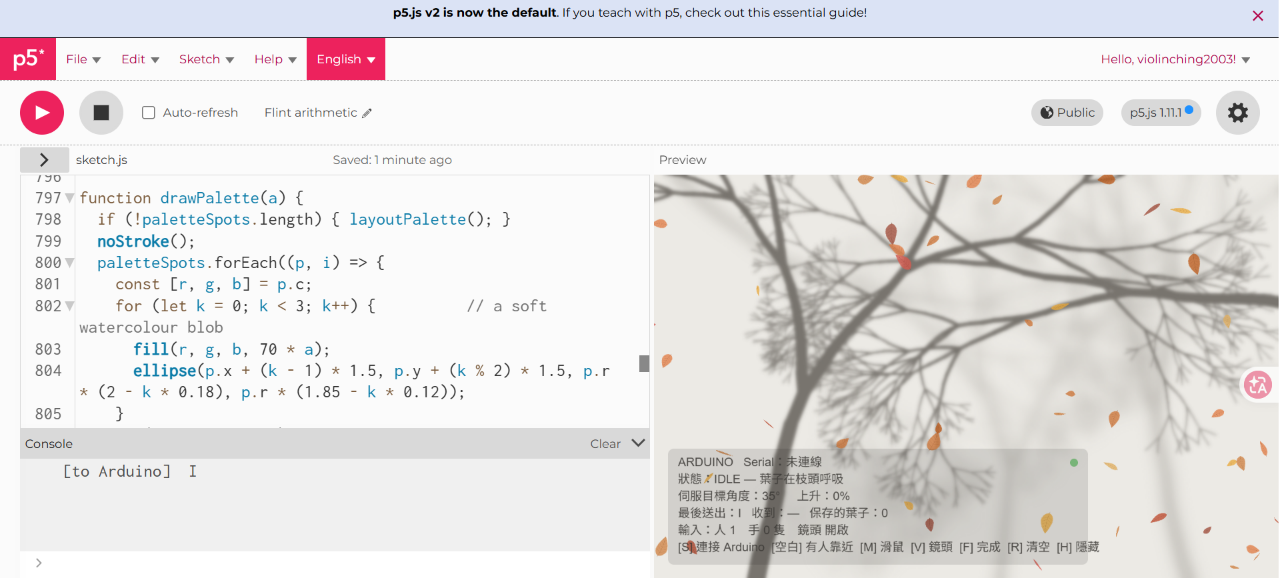 p5.js v2 is now the default. If you teach with p5, check out this essential guide!
p5* File Edit Sketch Help English Hello, violinching2003!
Auto-refresh Flint arithmetic Public p5.js 1.11.1
sketch.js Saved: 1 minute ago Preview
796
797 function drawPalette(a) {
798 if (!paletteSpots.length) { layoutPalette(); }
799 noStroke();
800 paletteSpots.forEach((p, i) => {
801 const [r, g, b] = p.c;
802 for (let k = 0; k < 3; k++) { // a soft
watercolour blob
803 fill(r, g, b, 70 * a);
804 ellipse(p.x + (k - 1) * 1.5, p.y + (k % 2) * 1.5, p.r
* (2 - k * 0.18), p.r * (1.85 - k * 0.12));
805 }
Console Clear
[to Arduino] I
ARDUINO Serial：未連線
狀態：IDLE — 葉子在枝頭呼吸
伺服目標角度：35° 上升：0%
最後送出：I 收到：— 保存的葉子：0
輸入：人 1 手 0 隻 鏡頭 開啟
[S] 連接 Arduino [空白] 有人靠近 [M] 滑鼠 [V] 鏡頭 [F] 完成 [R] 清空 [H] 隱藏